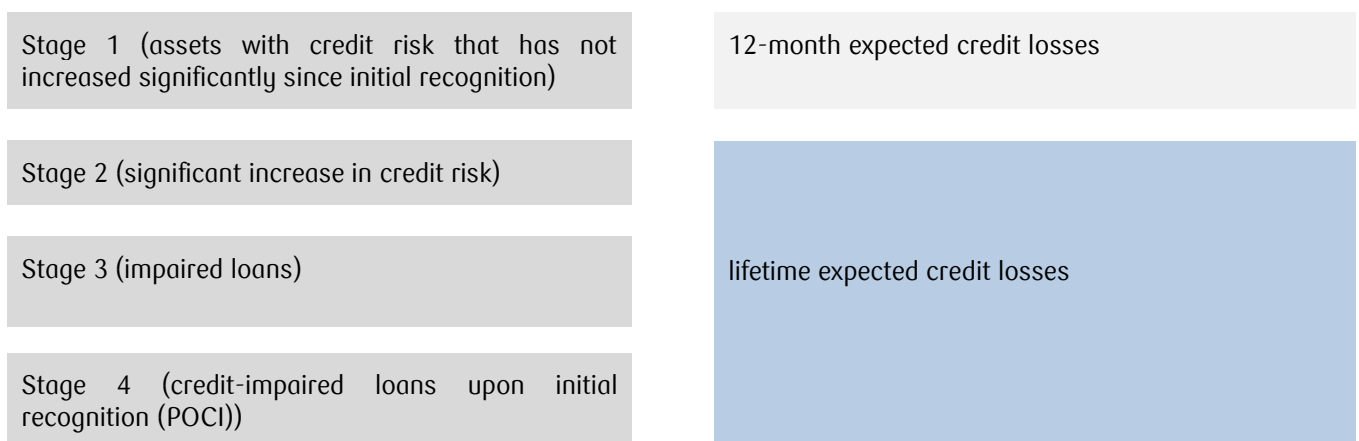 Stage 1 (assets with credit risk that has not
increased significantly since initial recognition)
12-month expected credit losses
Stage 2 (significant increase in credit risk)
Stage 3 (impaired loans)
lifetime expected credit losses
Stage 4 (credit-impaired loans upon initial
recognition (POCI))